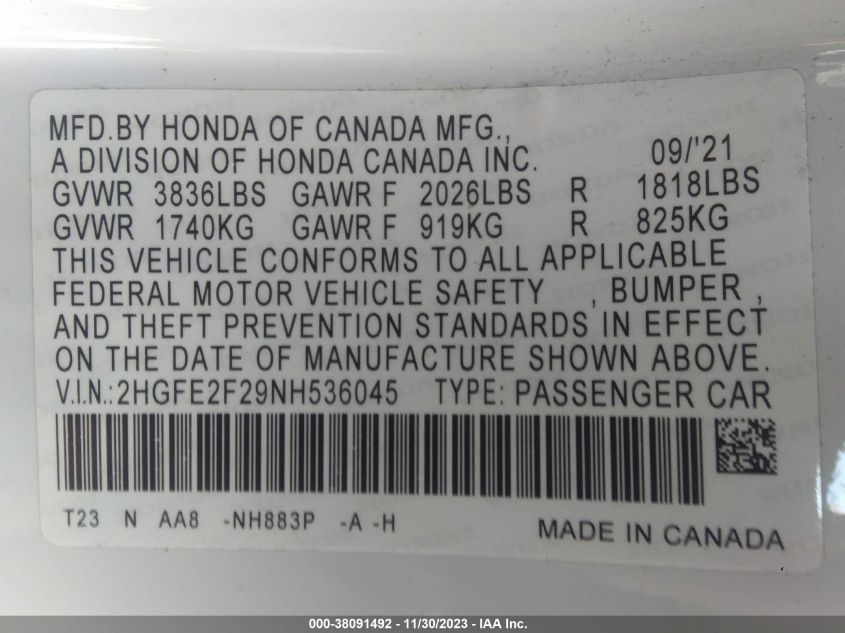 MFD.BY HONDA OF CANADA MFG.,
A DIVISION OF HONDA CANADA INC. 09/'21
GVWR 3836LBS GAWR F 2026LBS R 1818LBS
GVWR 1740KG GAWR F 919KG R 825KG
THIS VEHICLE CONFORMS TO ALL APPLICABLE
FEDERAL MOTOR VEHICLE SAFETY , BUMPER ,
AND THEFT PREVENTION STANDARDS IN EFFECT
ON THE DATE OF MANUFACTURE SHOWN ABOVE.
V.I.N.:2HGFE2F29NH536045 TYPE: PASSENGER CAR
T23 N AA8 -NH883P -A -H
MADE IN CANADA
000-38091492 - 11/30/2023 - IAA Inc.